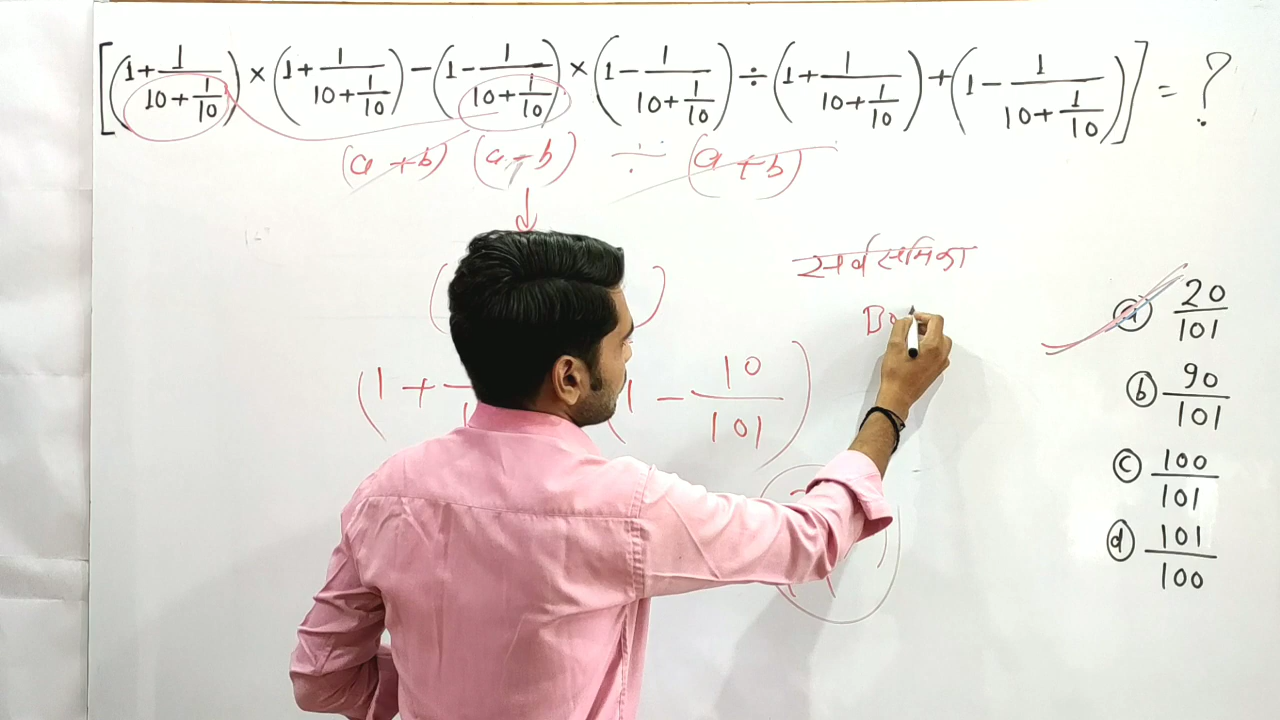 [(1+1/(10+1/10))×(1+1/(10+1/10))−(1−1/(10+1/10))×(1−1/(10+1/10))÷(1+1/(10+1/10))+(1−1/(10+1/10))] = ?
(a+b) (a-b) ÷ (a+b)
↓
सर्वसमिका
(a) 20/101
(1 + − 10/101)
(b) 90/101
(c) 100/101
(d) 101/100